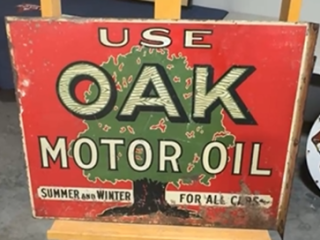 USE
OAK
MOTOR OIL
SUMMER AND WINTER FOR ALL CARS